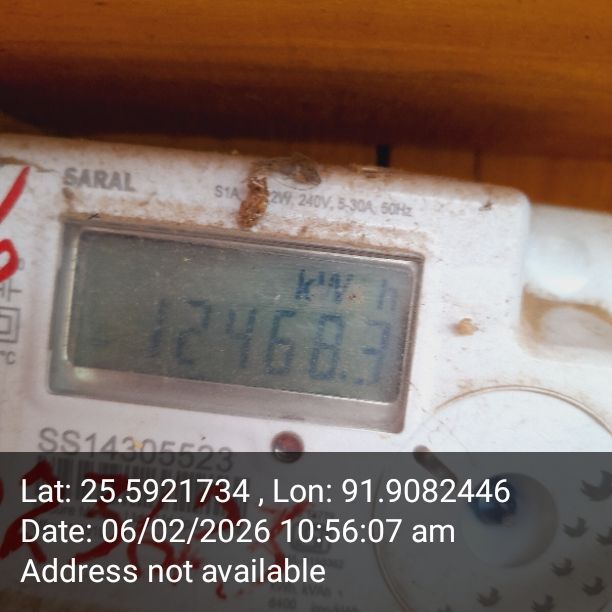 SARAL
2W, 240V, 5-30A, 50Hz
kWh
12468.3
SS14305523
Lat: 25.5921734 , Lon: 91.9082446
Date: 06/02/2026 10:56:07 am
Address not available